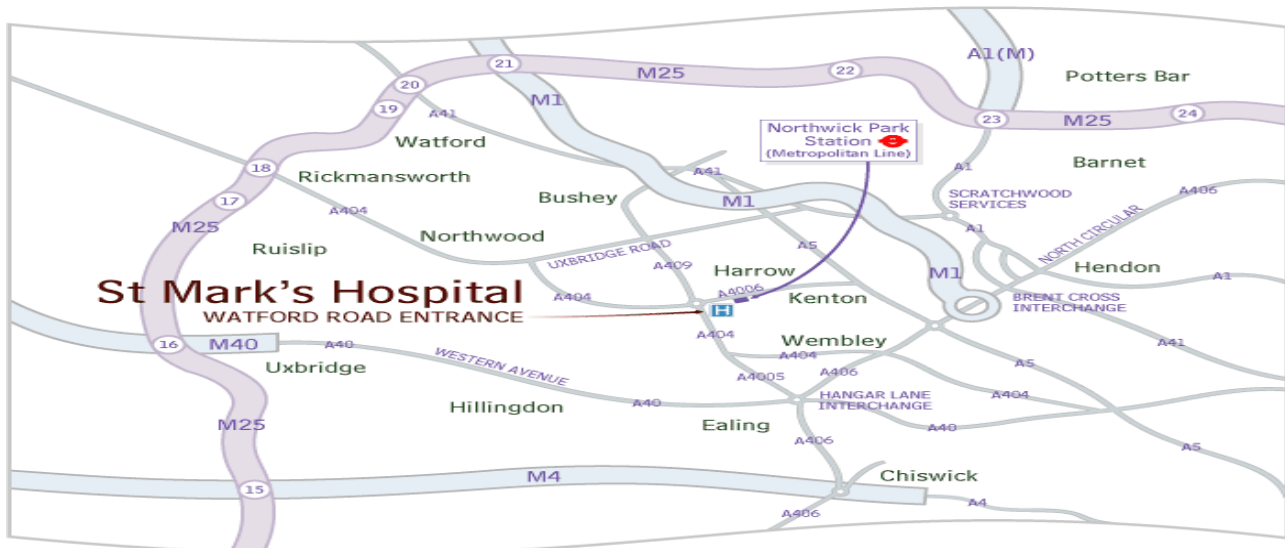 A1(M)
21
M25
22
Potters Bar
20
M1
19
A41
23
M25
24
Northwick Park
Station
(Metropolitan Line)
Watford
Barnet
18
A1
Rickmansworth
A41
A406
SCRATCHWOOD
SERVICES
17
Bushey
M1
A404
M25
Northwood
A1
NORTH CIRCULAR
Ruislip
UXBRIDGE ROAD
A5
A409
Harrow
M1
Hendon
A1
St Mark's Hospital
A404
A4006
Kenton
BRENT CROSS
INTERCHANGE
WATFORD ROAD ENTRANCE
H
A404
16
M40
A40
Wembley
A41
WESTERN AVENUE
A404
A5
Uxbridge
A4005
A406
A404
Hillingdon
A40
HANGAR LANE
INTERCHANGE
M25
Ealing
A40
A406
A5
M4
Chiswick
15
A4
A406